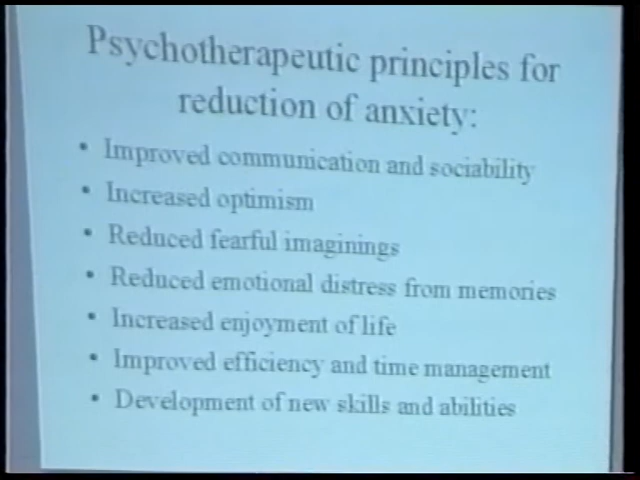 Psychotherapeutic principles for
reduction of anxiety:
• Improved communication and sociability
• Increased optimism
• Reduced fearful imaginings
• Reduced emotional distress from memories
• Increased enjoyment of life
• Improved efficiency and time management
• Development of new skills and abilities